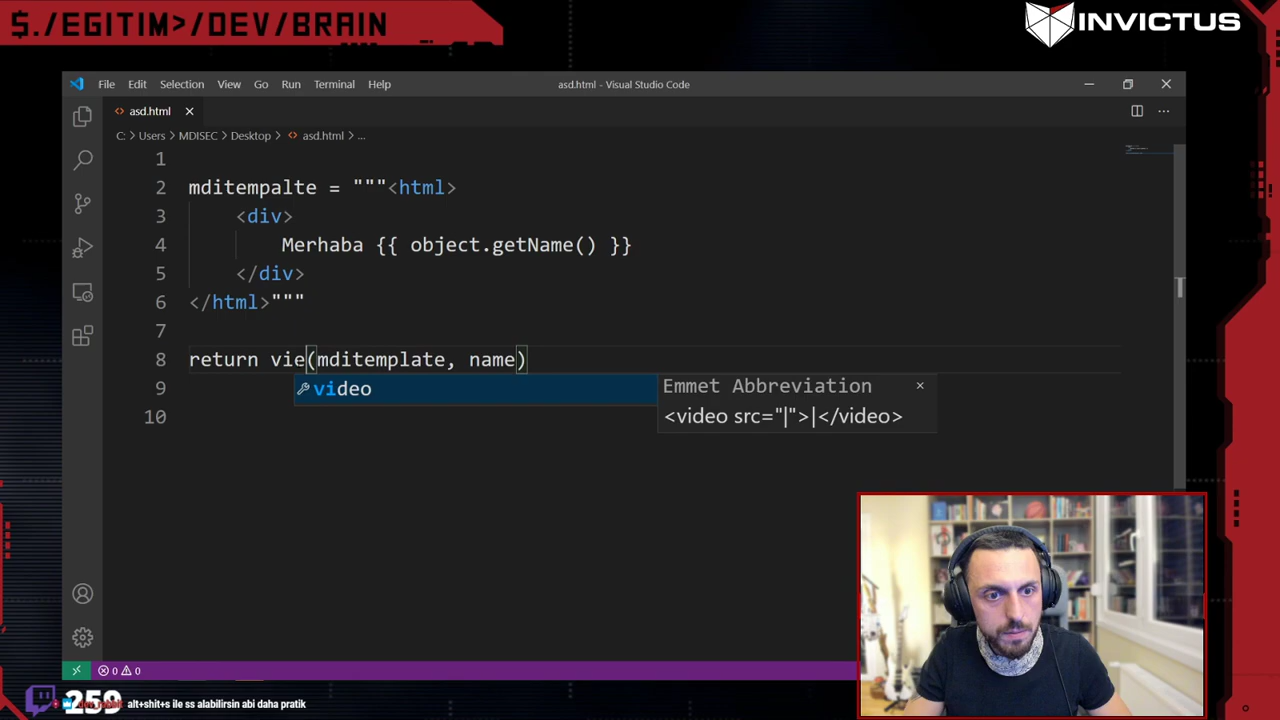 $./EGITIM>/DEV/BRAIN
INVICTUS
File Edit Selection View Go Run Terminal Help
asd.html - Visual Studio Code
asd.html
C: > Users > MDISEC > Desktop > asd.html > ...
1
2 mditempalte = """<html>
3 <div>
4 Merhaba {{ object.getName() }}
5 </div>
6 </html>"""
7
8 return vie(mditemplate, name)
9
10
video
Emmet Abbreviation
<video src="|">|</video>
0 0
259
alt+shit+s ile ss alabilirsin abi daha pratik